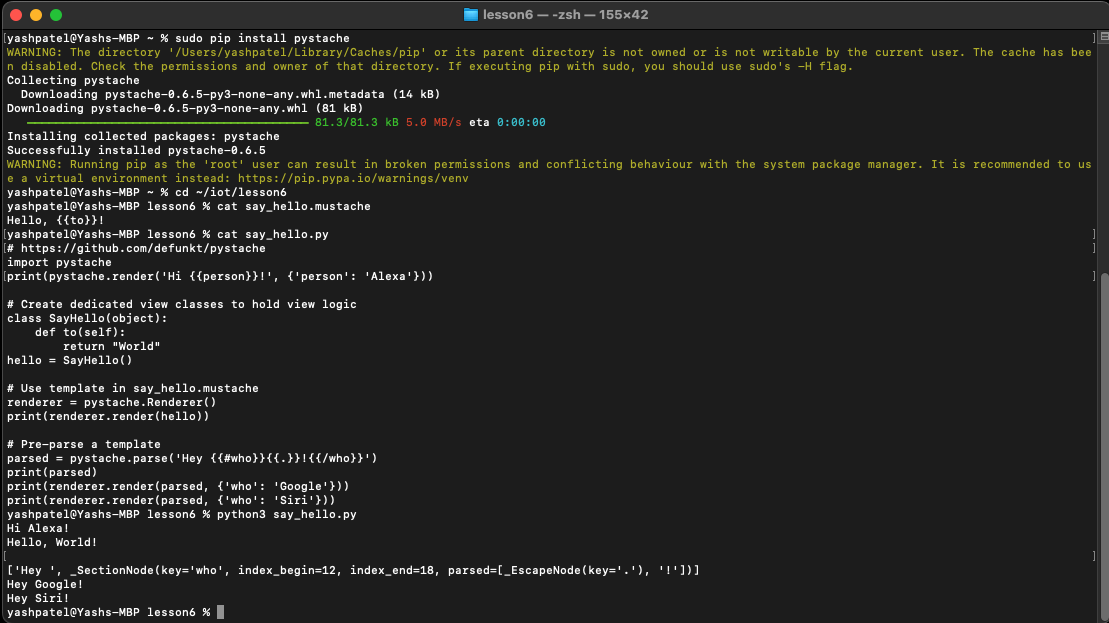 lesson6 — -zsh — 155×42
[yashpatel@Yashs-MBP ~ % sudo pip install pystache ]
WARNING: The directory '/Users/yashpatel/Library/Caches/pip' or its parent directory is not owned or is not writable by the current user. The cache has bee
n disabled. Check the permissions and owner of that directory. If executing pip with sudo, you should use sudo's -H flag.
Collecting pystache
  Downloading pystache-0.6.5-py3-none-any.whl.metadata (14 kB)
Downloading pystache-0.6.5-py3-none-any.whl (81 kB)
   ━━━━━━━━━━━━━━━━━━━━━━━━━━━━━━━━━━━━━━━━ 81.3/81.3 kB 5.0 MB/s eta 0:00:00
Installing collected packages: pystache
Successfully installed pystache-0.6.5
WARNING: Running pip as the 'root' user can result in broken permissions and conflicting behaviour with the system package manager. It is recommended to us
e a virtual environment instead: https://pip.pypa.io/warnings/venv
yashpatel@Yashs-MBP ~ % cd ~/iot/lesson6
yashpatel@Yashs-MBP lesson6 % cat say_hello.mustache
Hello, {{to}}!
[yashpatel@Yashs-MBP lesson6 % cat say_hello.py ]
[# https://github.com/defunkt/pystache ]
import pystache
[print(pystache.render('Hi {{person}}!', {'person': 'Alexa'})) ]

# Create dedicated view classes to hold view logic
class SayHello(object):
    def to(self):
        return "World"
hello = SayHello()

# Use template in say_hello.mustache
renderer = pystache.Renderer()
print(renderer.render(hello))

# Pre-parse a template
parsed = pystache.parse('Hey {{#who}}{{.}}!{{/who}}')
print(parsed)
print(renderer.render(parsed, {'who': 'Google'}))
print(renderer.render(parsed, {'who': 'Siri'}))
yashpatel@Yashs-MBP lesson6 % python3 say_hello.py
Hi Alexa!
Hello, World!
[ ]
['Hey ', _SectionNode(key='who', index_begin=12, index_end=18, parsed=[_EscapeNode(key='.'), '!'])]
Hey Google!
Hey Siri!
yashpatel@Yashs-MBP lesson6 %